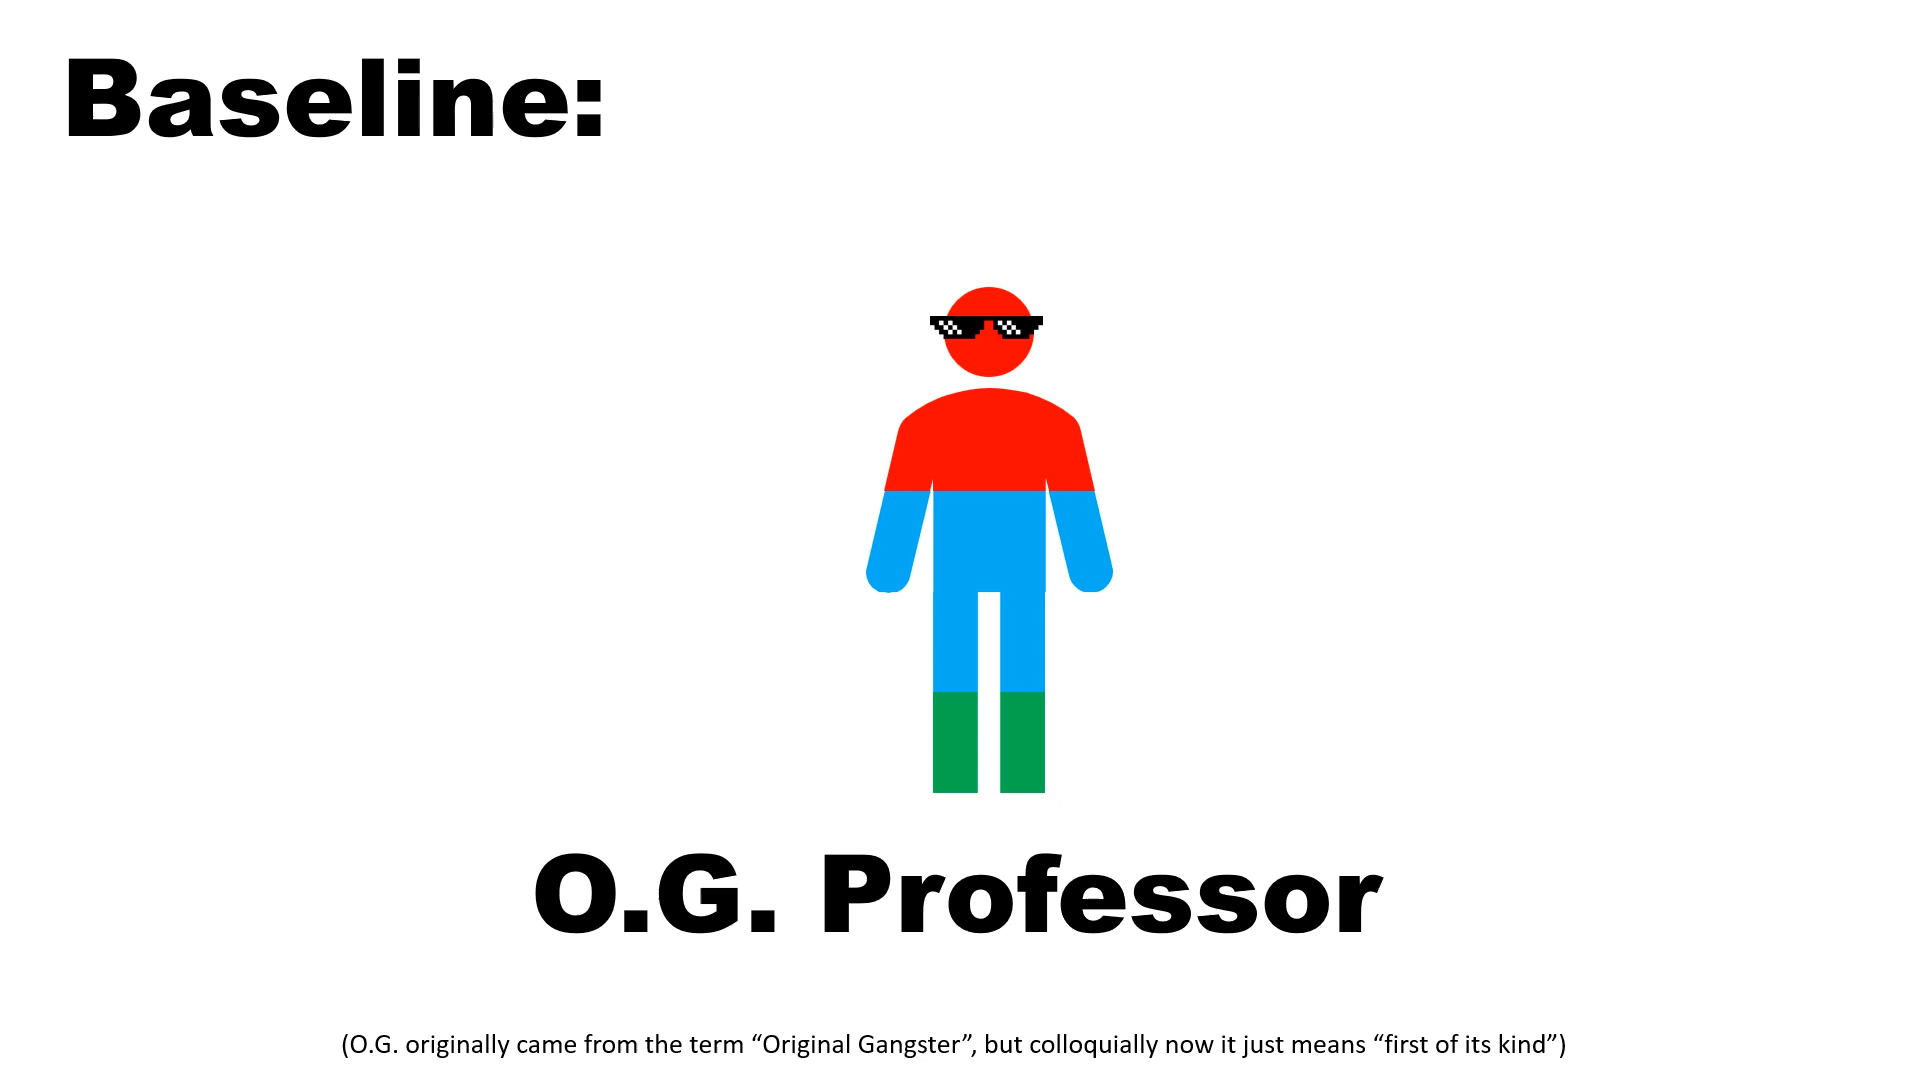 Baseline:
O.G. Professor
(O.G. originally came from the term “Original Gangster”, but colloquially now it just means “first of its kind”)